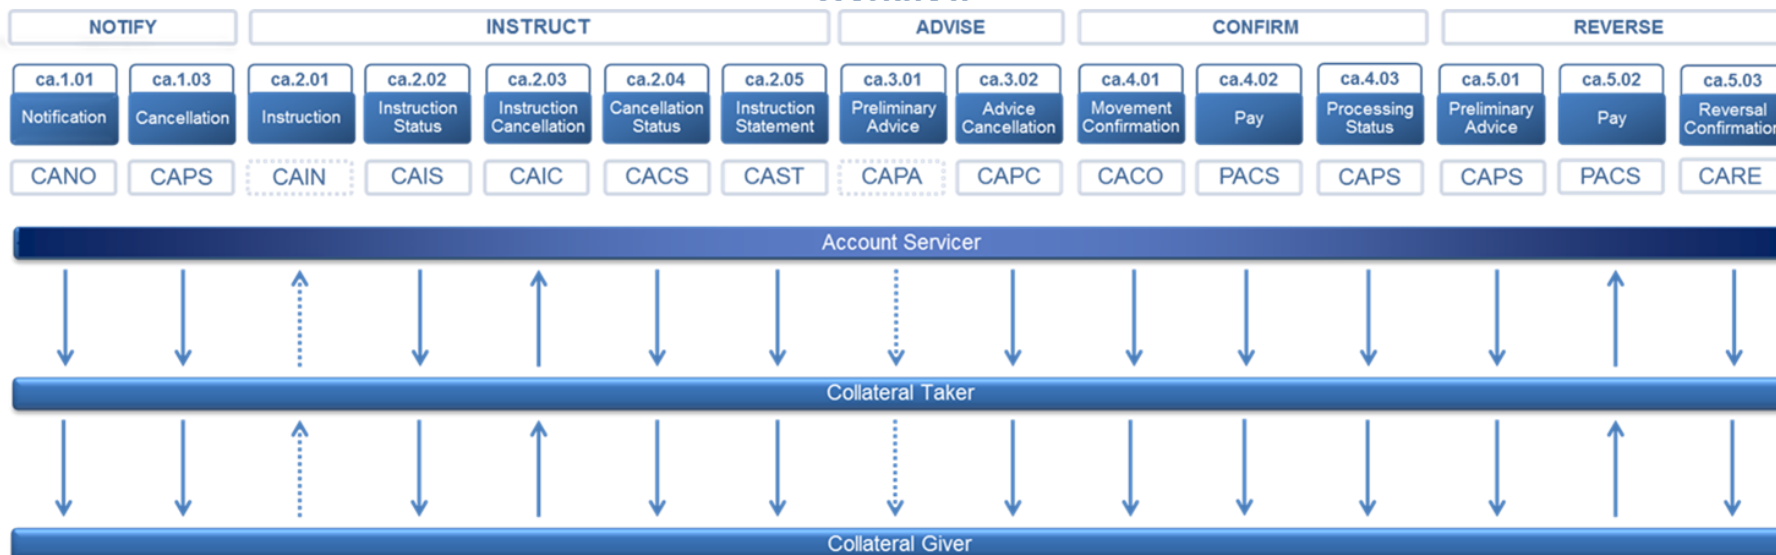 NOTIFY INSTRUCT ADVISE CONFIRM REVERSE
ca.1.01 ca.1.03 ca.2.01 ca.2.02 ca.2.03 ca.2.04 ca.2.05 ca.3.01 ca.3.02 ca.4.01 ca.4.02 ca.4.03 ca.5.01 ca.5.02 ca.5.03
Notification Cancellation Instruction Instruction Status Instruction Cancellation Cancellation Status Instruction Statement Preliminary Advice Advice Cancellation Movement Confirmation Pay Processing Status Preliminary Advice Pay Reversal Confirmation
CANO CAPS CAIN CAIS CAIC CACS CAST CAPA CAPC CACO PACS CAPS CAPS PACS CARE
Account Servicer
Collateral Taker
Collateral Giver